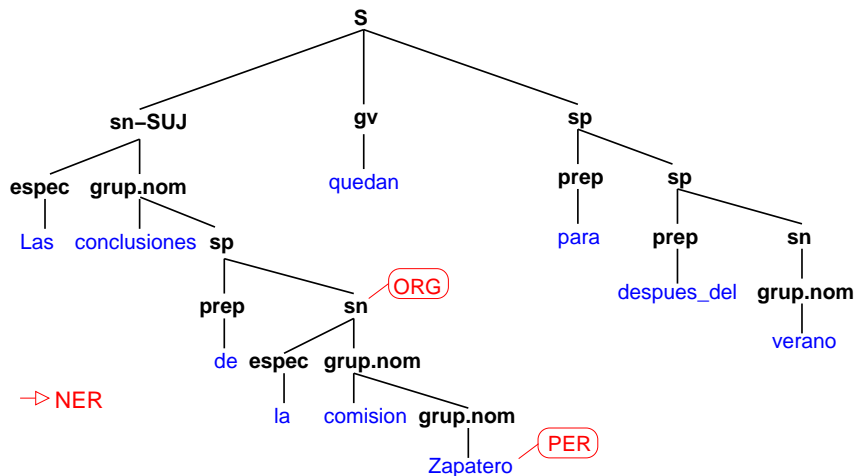 S
sn–SUJ gv sp
espec grup.nom quedan prep sp
Las conclusiones sp para prep sn
prep sn ORG despues_del grup.nom
de espec grup.nom verano
NER la comision grup.nom
Zapatero PER